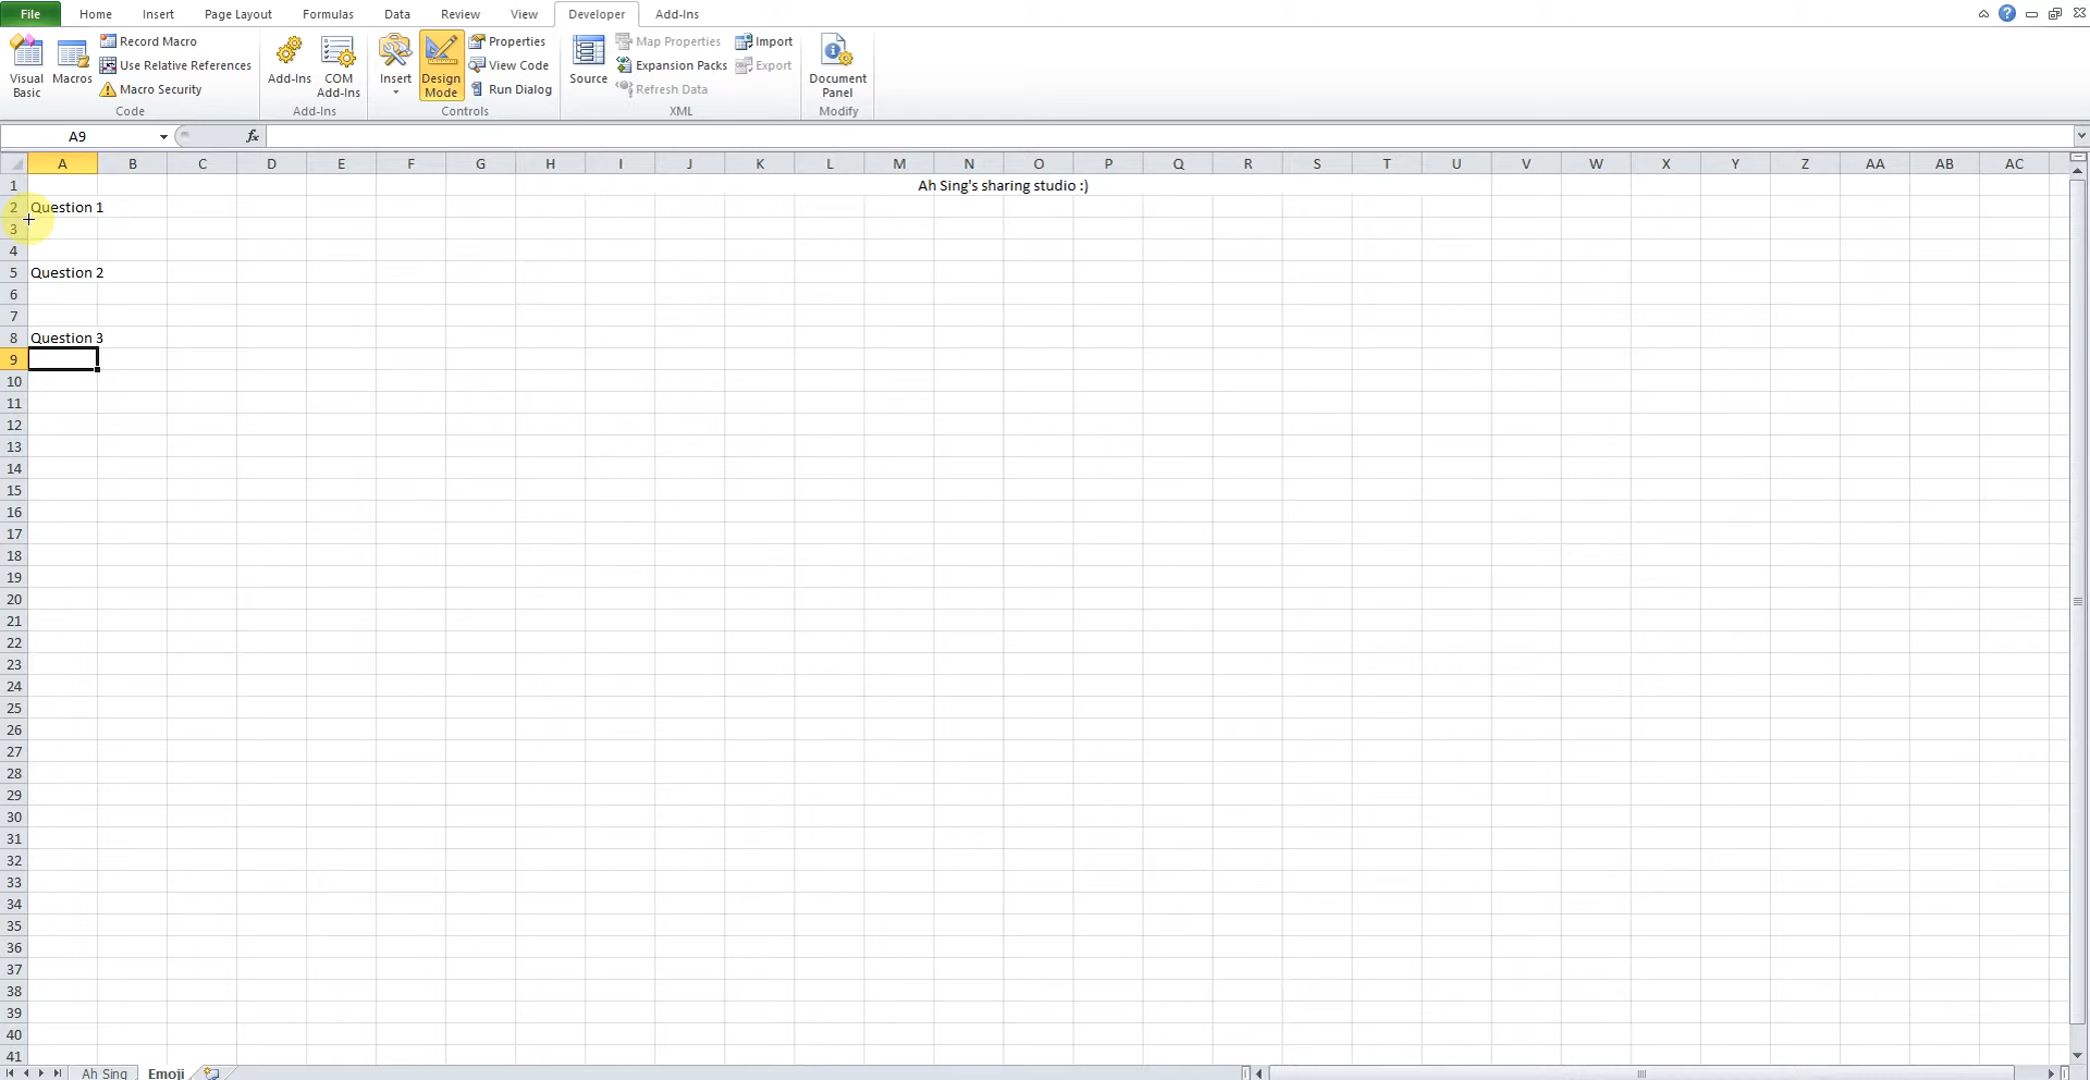 File Home Insert Page Layout Formulas Data Review View Developer Add-Ins
Visual Basic
Macros
Record Macro
Use Relative References
Macro Security
Code
Add-Ins
COM Add-Ins
Add-Ins
Insert
Design Mode
Properties
View Code
Run Dialog
Controls
Source
Map Properties
Expansion Packs
Refresh Data
Import
Export
XML
Document Panel
Modify
A9 fx
A B C D E F G H I J K L M N O P Q R S T U V W X Y Z AA AB AC
1 Ah Sing's sharing studio :)
2 Question 1
3
4
5 Question 2
6
7
8 Question 3
9
10
11
12
13
14
15
16
17
18
19
20
21
22
23
24
25
26
27
28
29
30
31
32
33
34
35
36
37
38
39
40
41
Ah Sing Emoji